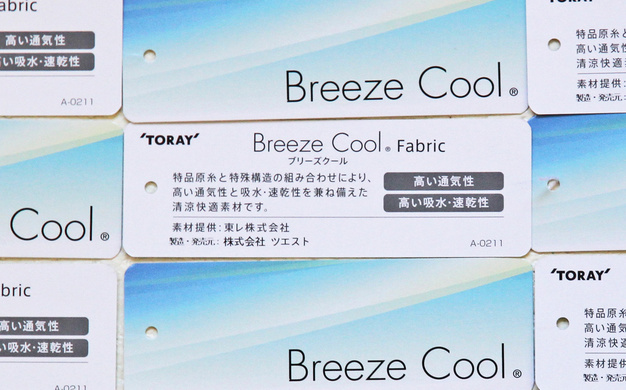 abric
高い通気性
い吸水・速乾性
A-0211
Breeze Cool®
特品原糸と
高い通気性
清涼快適
素材提供:
製造・発売元:
Cool®
"TORAY"
Breeze Cool® Fabric
ブリーズクール
特品原糸と特殊構造の組み合わせにより、
高い通気性と吸水・速乾性を兼ね備えた
清涼快適素材です。
高い通気性
高い吸水・速乾性
素材提供:東レ株式会社
製造・発売元: 株式会社 ツエスト
A-0211
bric
高い通気性
い吸水・速乾性
A-0211
Breeze Cool®
"TORAY"
特品原糸
高い通気
清涼快適
素材提供:
製造・発売元